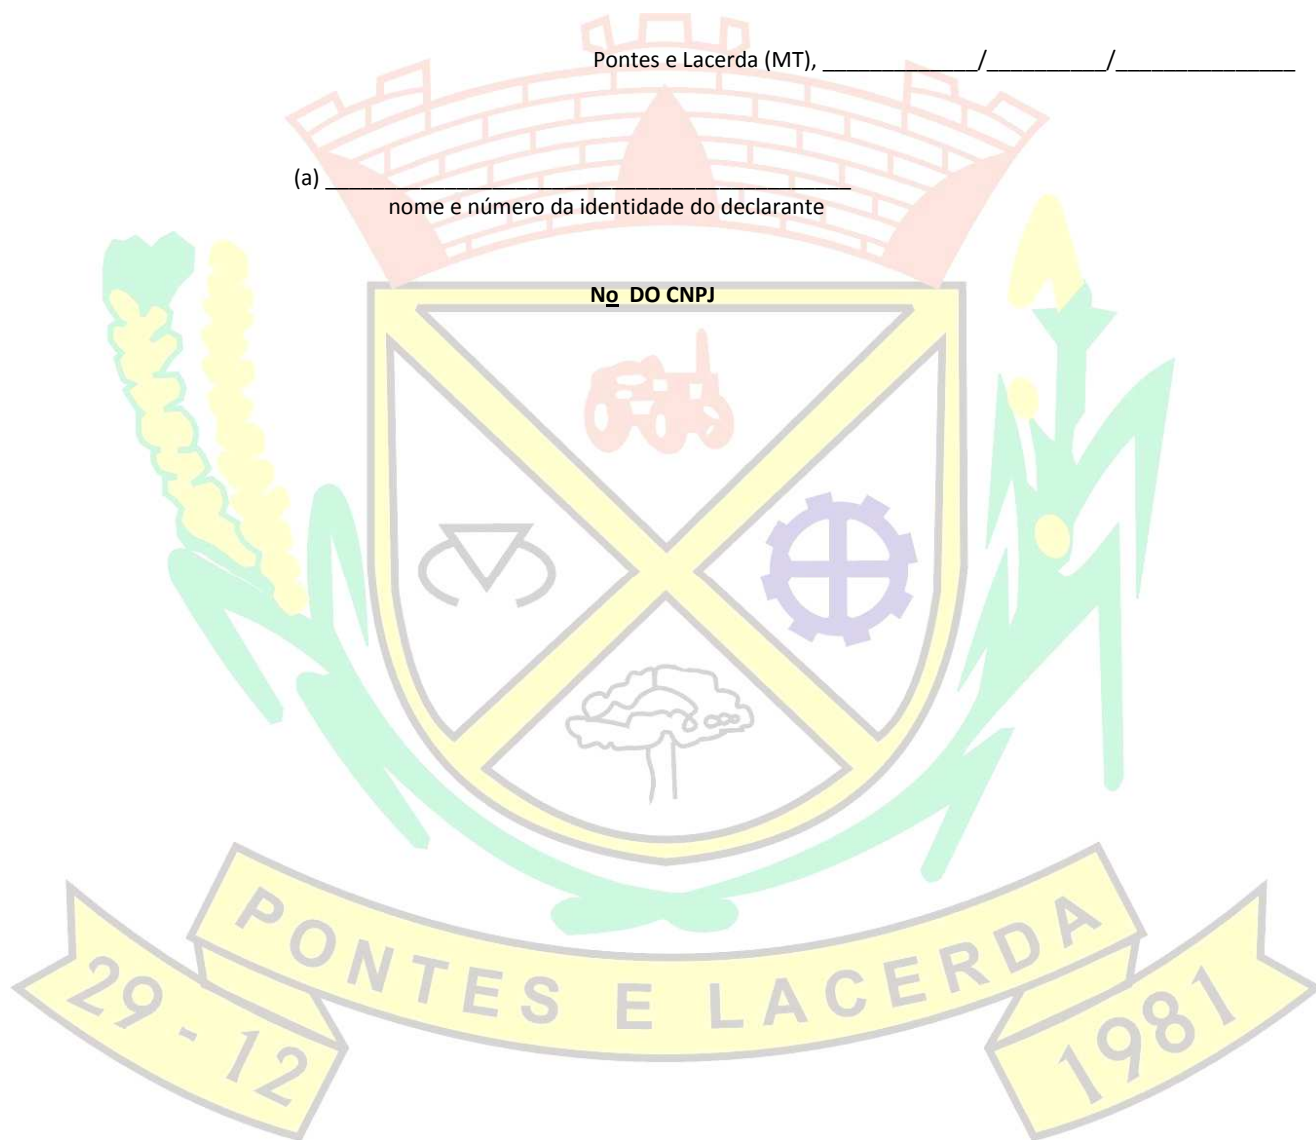 Pontes e Lacerda (MT), _____________/__________/_______________
(a) ____________________________________________
nome e número da identidade do declarante
No DO CNPJ
PONTES E LACERDA
29 - 12
1981